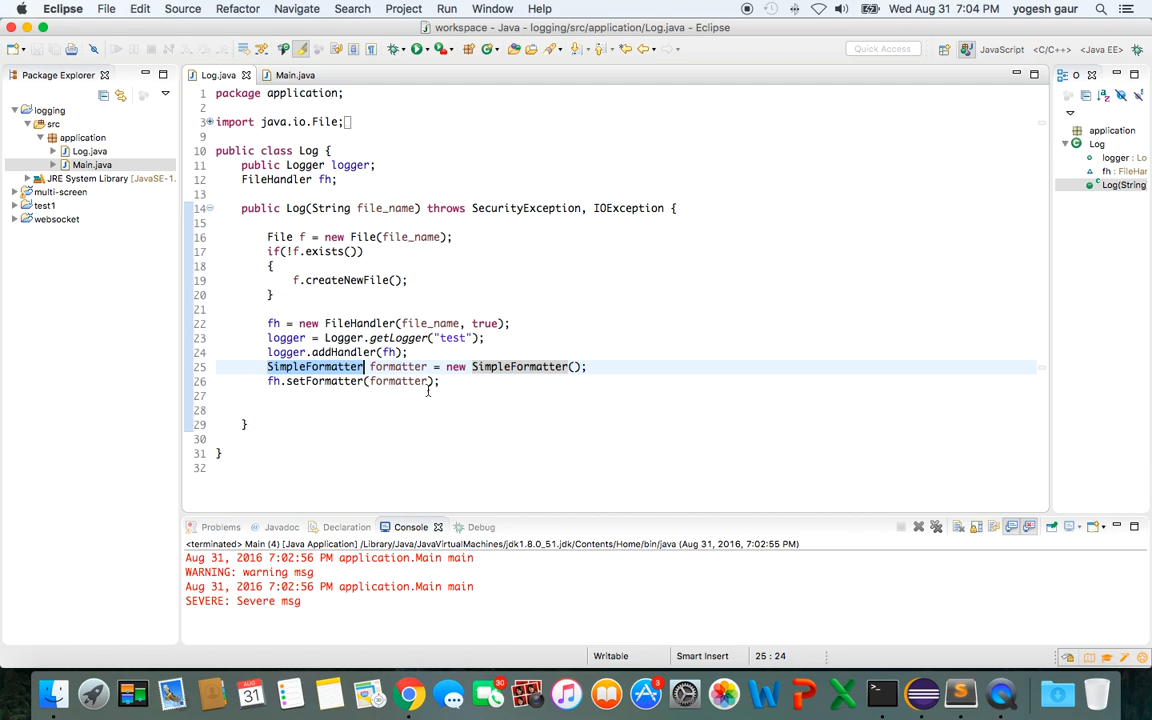 Eclipse File Edit Source Refactor Navigate Search Project Run Window Help Wed Aug 31 7:04 PM yogesh gaur
workspace - Java - logging/src/application/Log.java - Eclipse
Quick Access JavaScript <C/C++> <Java EE>
Package Explorer
Log.java Main.java
O
logging
src
application
Log.java
Main.java
JRE System Library [JavaSE-1.
multi-screen
test1
websocket
1 package application;
2
3 import java.io.File;
9
10 public class Log {
11 public Logger logger;
12 FileHandler fh;
13
14 public Log(String file_name) throws SecurityException, IOException {
15
16 File f = new File(file_name);
17 if(!f.exists())
18 {
19 f.createNewFile();
20 }
21
22 fh = new FileHandler(file_name, true);
23 logger = Logger.getLogger("test");
24 logger.addHandler(fh);
25 SimpleFormatter formatter = new SimpleFormatter();
26 fh.setFormatter(formatter);
27
28
29 }
30
31 }
32
application
Log
logger : Lo
fh : FileHar
Log(String
Problems Javadoc Declaration Console Debug
<terminated> Main (4) [Java Application] /Library/Java/JavaVirtualMachines/jdk1.8.0_51.jdk/Contents/Home/bin/java (Aug 31, 2016, 7:02:55 PM)
Aug 31, 2016 7:02:56 PM application.Main main
WARNING: warning msg
Aug 31, 2016 7:02:56 PM application.Main main
SEVERE: Severe msg
Writable Smart Insert 25 : 24
31 30 3